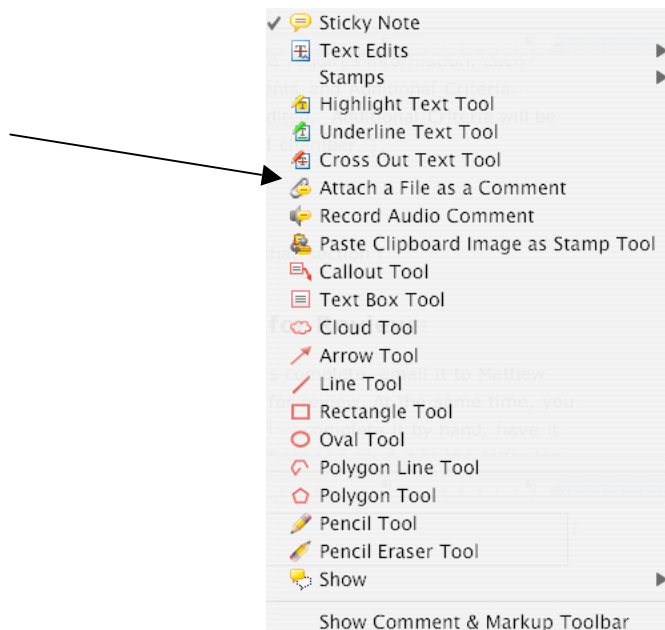 Sticky Note
Text Edits
Stamps
Highlight Text Tool
Underline Text Tool
Cross Out Text Tool
Attach a File as a Comment
Record Audio Comment
Paste Clipboard Image as Stamp Tool
Callout Tool
Text Box Tool
Cloud Tool
Arrow Tool
Line Tool
Rectangle Tool
Oval Tool
Polygon Line Tool
Polygon Tool
Pencil Tool
Pencil Eraser Tool
Show
Show Comment & Markup Toolbar